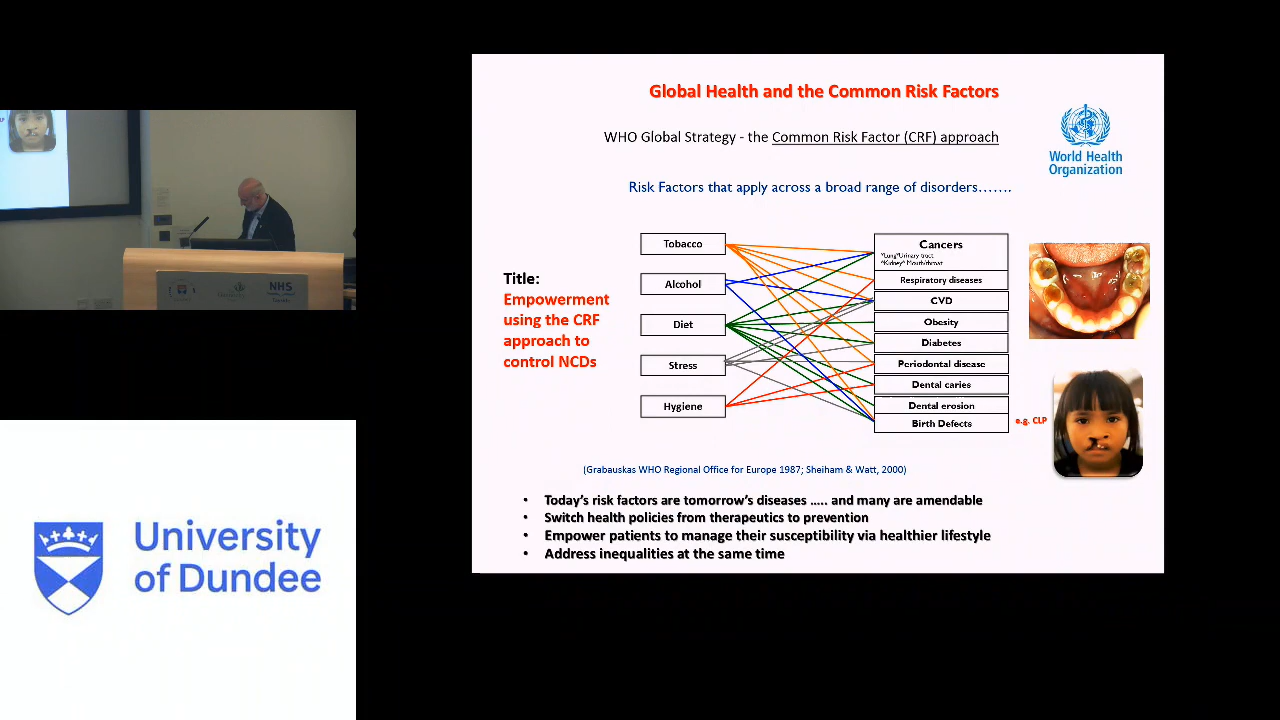 Global Health and the Common Risk Factors
WHO Global Strategy - the Common Risk Factor (CRF) approach
World Health
Organization
Risk Factors that apply across a broad range of disorders…….
Title:
Empowerment
using the CRF
approach to
control NCDs
Tobacco
Alcohol
Diet
Stress
Hygiene
Cancers
*Lung*Urinary tract
*Kidney* Mouth/throat
Respiratory diseases
CVD
Obesity
Diabetes
Periodontal disease
Dental caries
Dental erosion
Birth Defects
e.g. CLP
(Grabauskas WHO Regional Office for Europe 1987; Sheiham & Watt, 2000)
• Today's risk factors are tomorrow's diseases ..... and many are amendable
• Switch health policies from therapeutics to prevention
• Empower patients to manage their susceptibility via healthier lifestyle
• Address inequalities at the same time
NHS
University
of Dundee